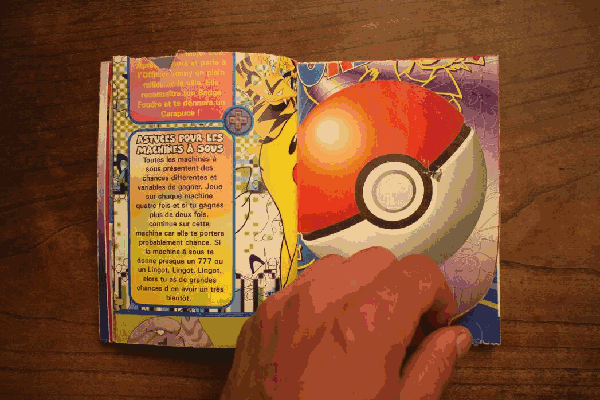 l'Officier Jenny en plein
milieu de la ville. Elle
reconnaîtra ton Badge
Foudre et te donnera un
Carapuce !
ASTUCES POUR LES
MACHINES À SOUS
Toutes les machines à
sous présentent des
chances différentes et
variables de gagner. Joue
sur chaque machine
quatre fois et si tu gagnes
plus de deux fois,
continue sur cette
machine car elle te portera
probablement chance. Si
la machine à sous te
donne presque un 777 ou
un Lingot, Lingot, Lingot,
alors tu as de grandes
chances d'en avoir un très
bientôt.